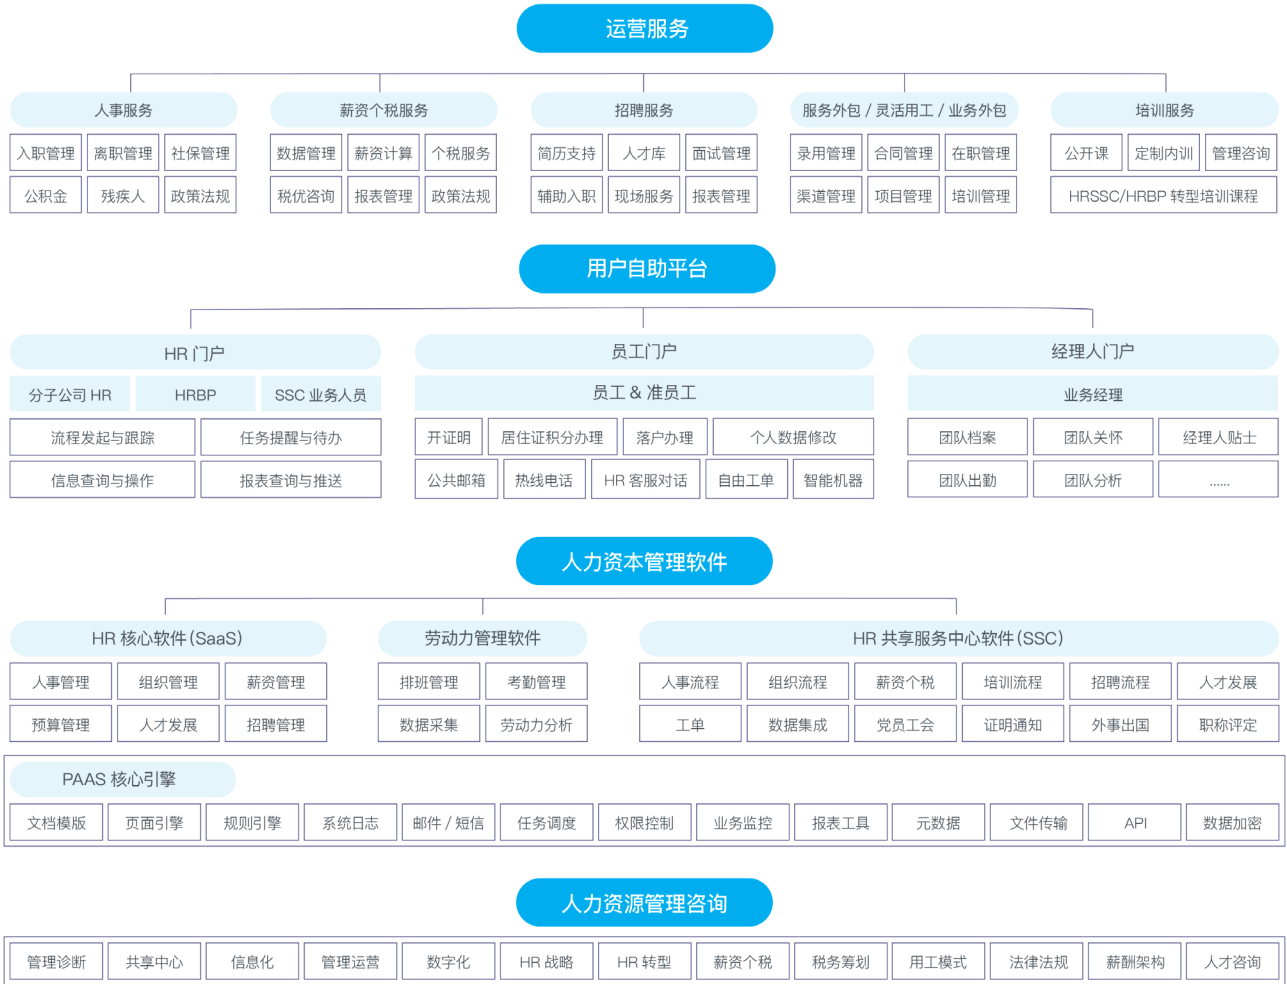 运营服务
人事服务 薪资个税服务 招聘服务 服务外包 / 灵活用工 / 业务外包 培训服务
入职管理 离职管理 社保管理 数据管理 薪资计算 个税服务 简历支持 人才库 面试管理 录用管理 合同管理 在职管理 公开课 定制内训 管理咨询
公积金 残疾人 政策法规 税优咨询 报表管理 政策法规 辅助入职 现场服务 报表管理 渠道管理 项目管理 培训管理 HRSSC/HRBP 转型培训课程
用户自助平台
HR 门户 员工门户 经理人门户
分子公司 HR HRBP SSC 业务人员 员工 & 准员工 业务经理
流程发起与跟踪 任务提醒与待办 开证明 居住证积分办理 落户办理 个人数据修改 团队档案 团队关怀 经理人贴士
信息查询与操作 报表查询与推送 公共邮箱 热线电话 HR 客服对话 自由工单 智能机器 团队出勤 团队分析 ......
人力资本管理软件
HR 核心软件(SaaS) 劳动力管理软件 HR 共享服务中心软件(SSC)
人事管理 组织管理 薪资管理 排班管理 考勤管理 人事流程 组织流程 薪资个税 培训流程 招聘流程 人才发展
预算管理 人才发展 招聘管理 数据采集 劳动力分析 工单 数据集成 党员工会 证明通知 外事出国 职称评定
PAAS 核心引擎
文档模版 页面引擎 规则引擎 系统日志 邮件 / 短信 任务调度 权限控制 业务监控 报表工具 元数据 文件传输 API 数据加密
人力资源管理咨询
管理诊断 共享中心 信息化 管理运营 数字化 HR 战略 HR 转型 薪资个税 税务筹划 用工模式 法律法规 薪酬架构 人才咨询